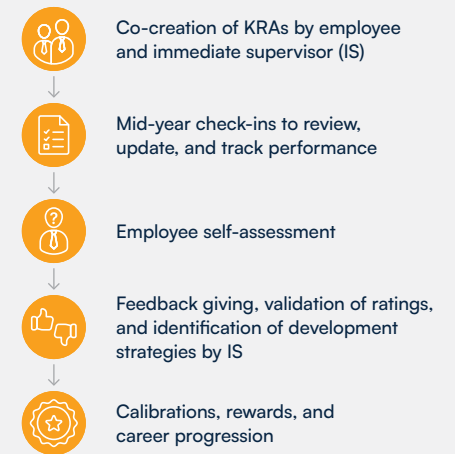 Co-creation of KRAs by employee
and immediate supervisor (IS)
Mid-year check-ins to review,
update, and track performance
?
Employee self-assessment
Feedback giving, validation of ratings,
and identification of development
strategies by IS
Calibrations, rewards, and
career progression